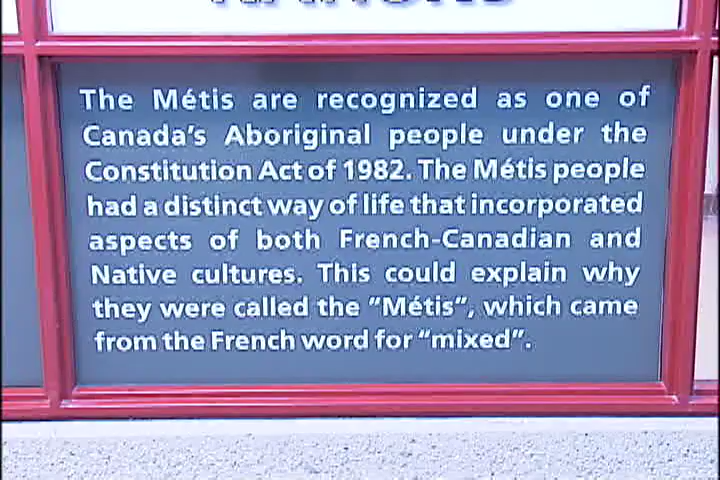 The Métis are recognized as one of
Canada's Aboriginal people under the
Constitution Act of 1982. The Métis people
had a distinct way of life that incorporated
aspects of both French-Canadian and
Native cultures. This could explain why
they were called the "Métis", which came
from the French word for "mixed".